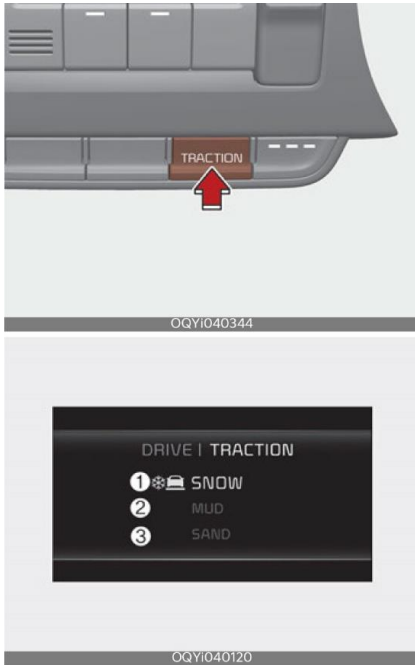 TRACTION
OQYi040344
DRIVE | TRACTION
1 SNOW
2 MUD
3 SAND
OQYi040120